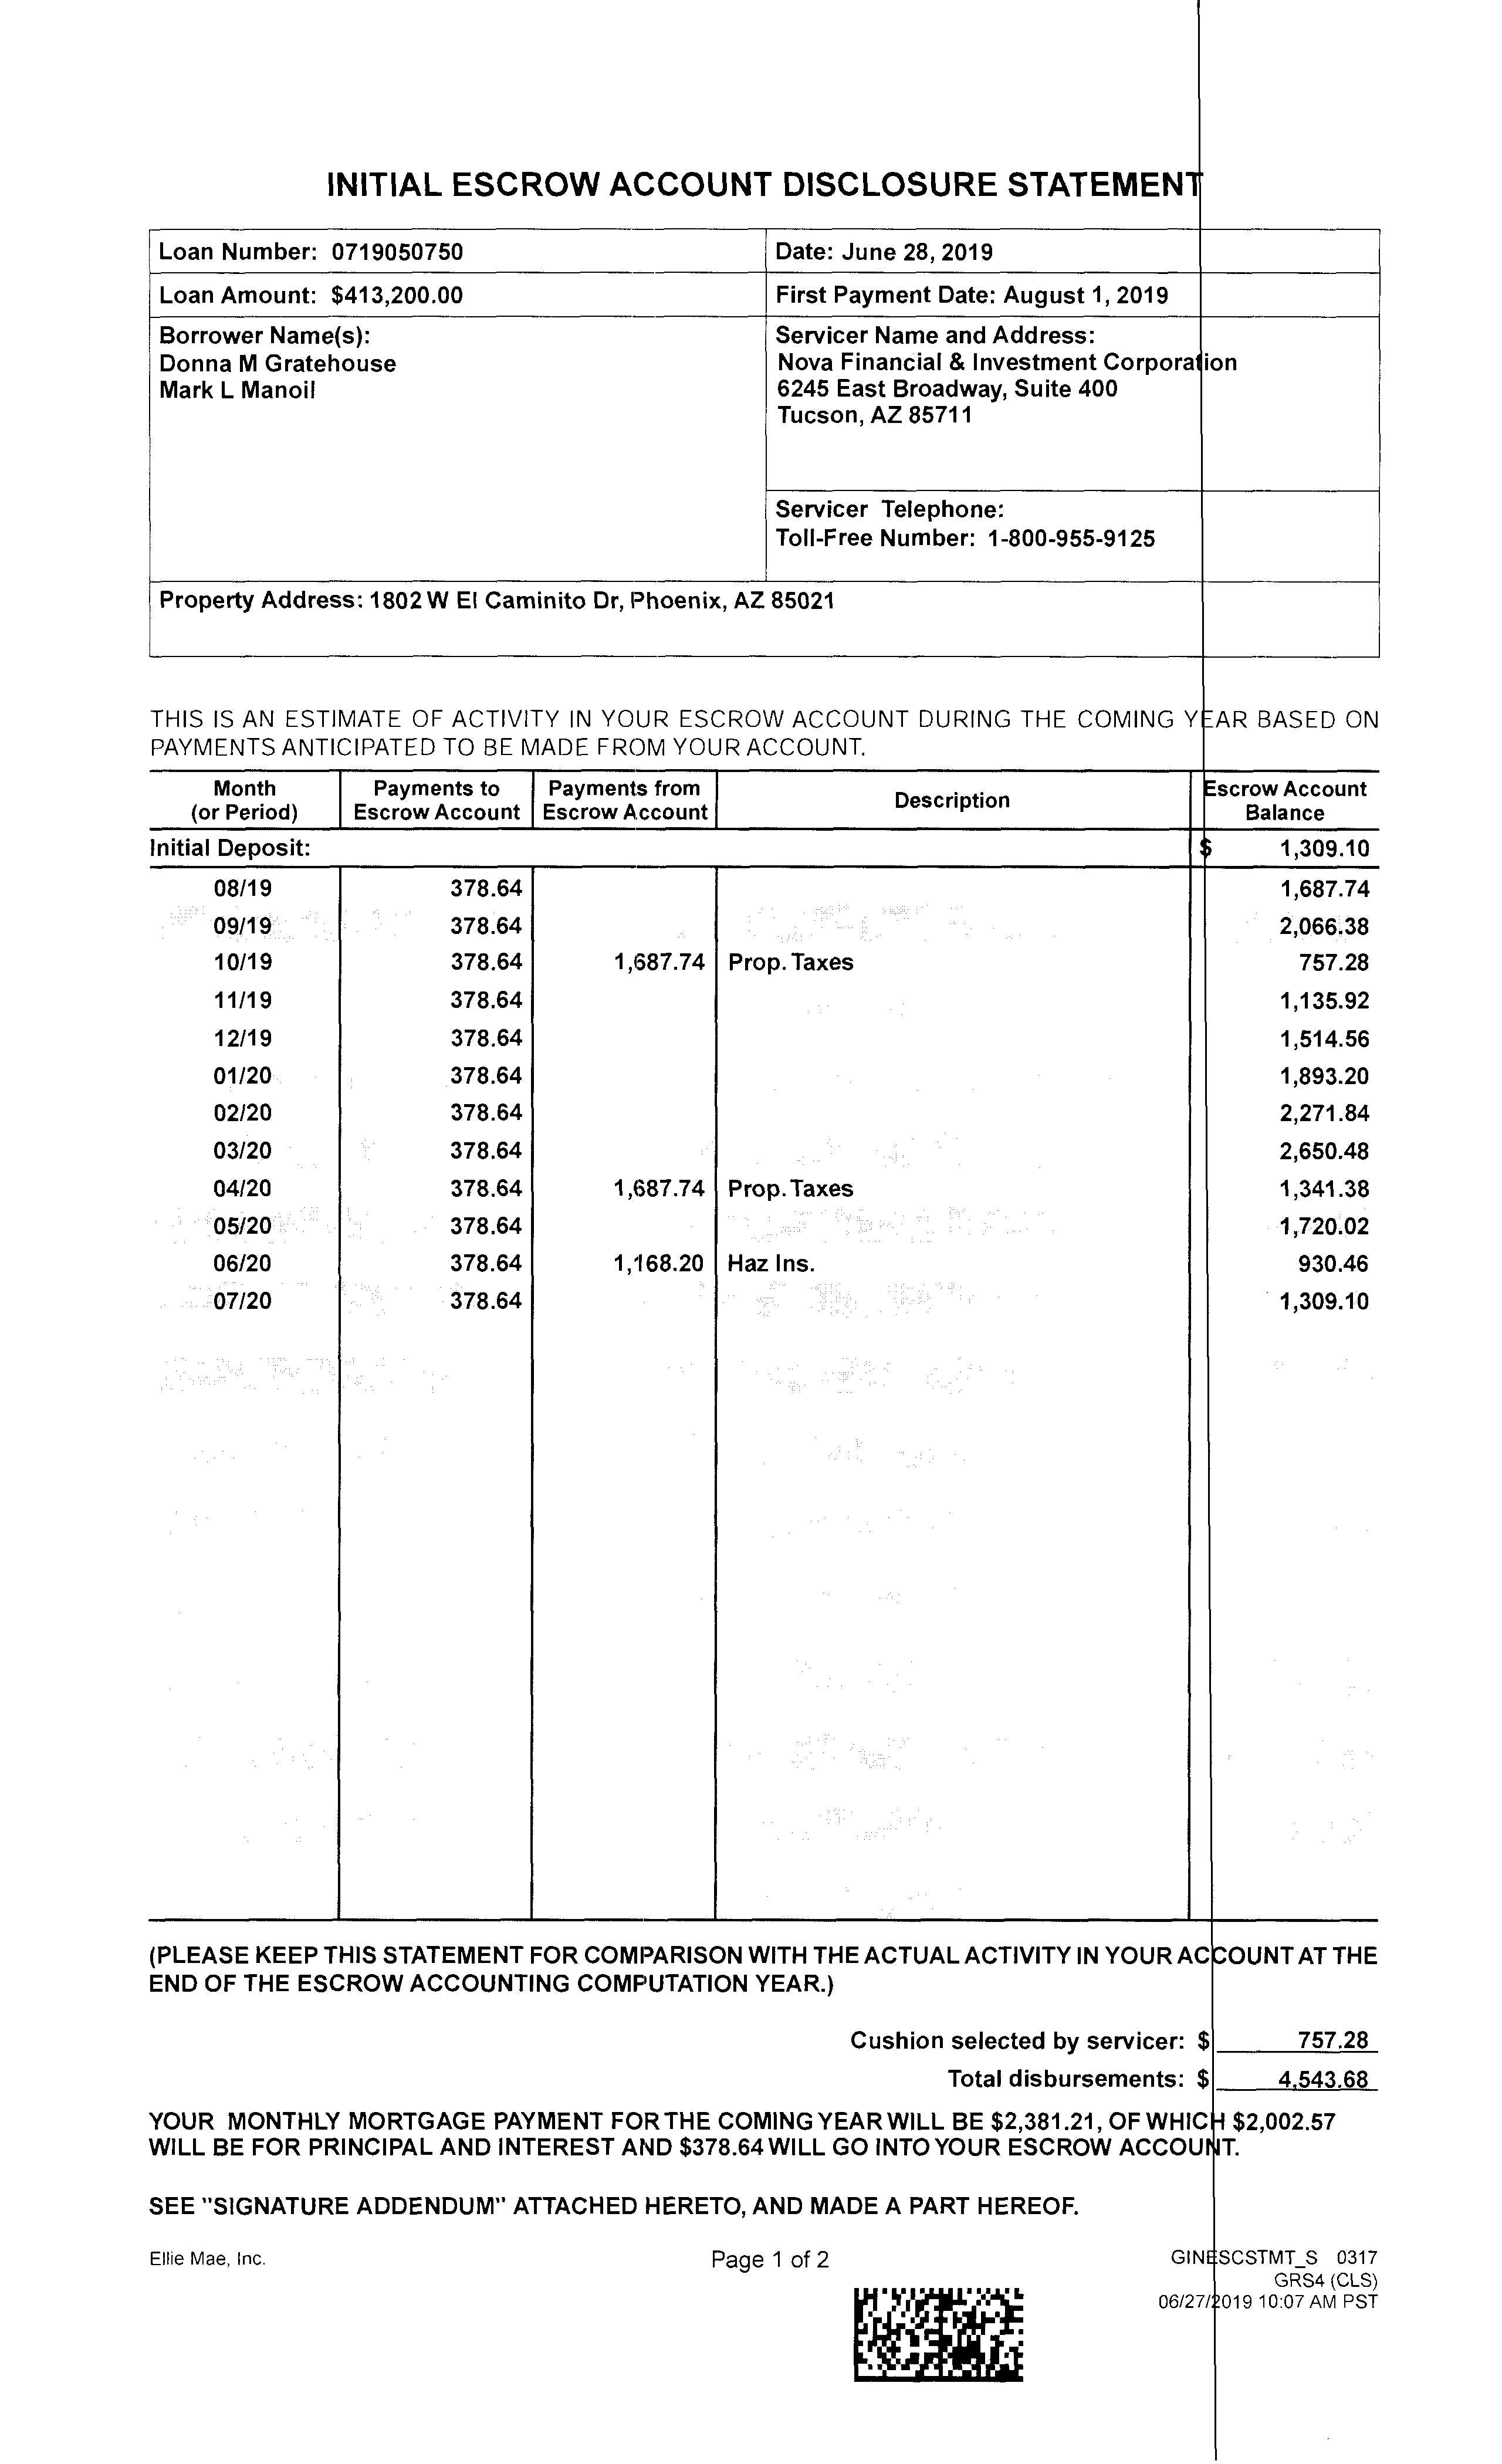 INITIAL ESCROW ACCOUNT DISCLOSURE STATEMENT
Loan Number: 0719050750
Date: June 28, 2019
Loan Amount: $413,200.00
First Payment Date: August 1, 2019
Borrower Name(s):
Donna M Gratehouse
Mark L Manoil
Servicer Name and Address:
Nova Financial & Investment Corporation
6245 East Broadway, Suite 400
Tucson, AZ 85711
Servicer Telephone:
Toll-Free Number: 1-800-955-9125
Property Address: 1802 W El Caminito Dr, Phoenix, AZ 85021
THIS IS AN ESTIMATE OF ACTIVITY IN YOUR ESCROW ACCOUNT DURING THE COMING YEAR BASED ON
PAYMENTS ANTICIPATED TO BE MADE FROM YOUR ACCOUNT.
Month (or Period) Payments to Escrow Account Payments from Escrow Account Description Escrow Account Balance
Initial Deposit: $ 1,309.10
08/19 378.64 1,687.74
09/19 378.64 2,066.38
10/19 378.64 1,687.74 Prop. Taxes 757.28
11/19 378.64 1,135.92
12/19 378.64 1,514.56
01/20 378.64 1,893.20
02/20 378.64 2,271.84
03/20 378.64 2,650.48
04/20 378.64 1,687.74 Prop. Taxes 1,341.38
05/20 378.64 1,720.02
06/20 378.64 1,168.20 Haz Ins. 930.46
07/20 378.64 1,309.10
(PLEASE KEEP THIS STATEMENT FOR COMPARISON WITH THE ACTUAL ACTIVITY IN YOUR ACCOUNT AT THE
END OF THE ESCROW ACCOUNTING COMPUTATION YEAR.)
Cushion selected by servicer: $ 757.28
Total disbursements: $ 4,543.68
YOUR MONTHLY MORTGAGE PAYMENT FOR THE COMING YEAR WILL BE $2,381.21, OF WHICH $2,002.57
WILL BE FOR PRINCIPAL AND INTEREST AND $378.64 WILL GO INTO YOUR ESCROW ACCOUNT.
SEE "SIGNATURE ADDENDUM" ATTACHED HERETO, AND MADE A PART HEREOF.
Ellie Mae, Inc. Page 1 of 2 GINESCSTMT_S 0317
GRS4 (CLS)
06/27/2019 10:07 AM PST